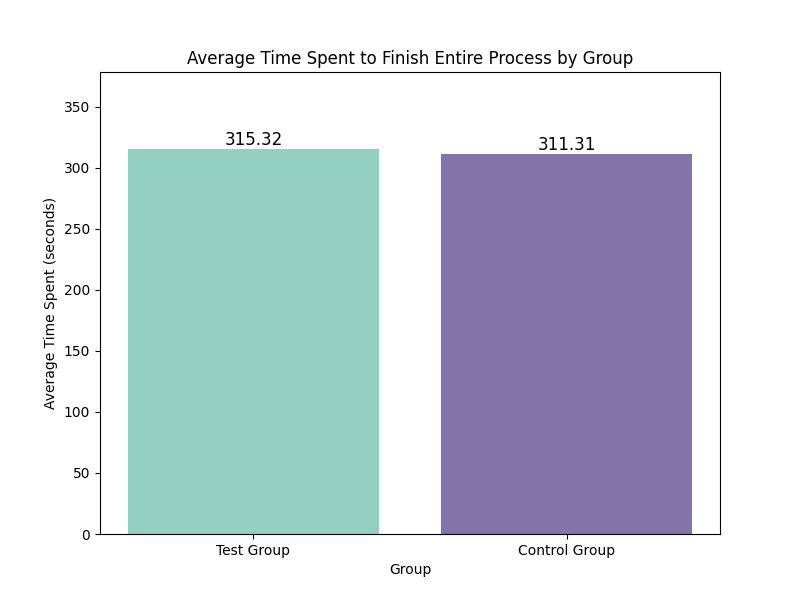 Average Time Spent to Finish Entire Process by Group
Average Time Spent (seconds)
350
300
250
200
150
100
50
0
315.32
311.31
Test Group
Control Group
Group